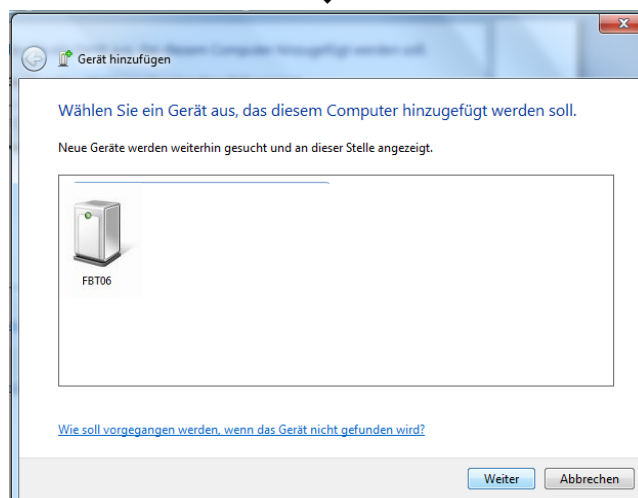 Gerät hinzufügen
Wählen Sie ein Gerät aus, das diesem Computer hinzugefügt werden soll.
Neue Geräte werden weiterhin gesucht und an dieser Stelle angezeigt.
FBT06
Wie soll vorgegangen werden, wenn das Gerät nicht gefunden wird?
Weiter Abbrechen